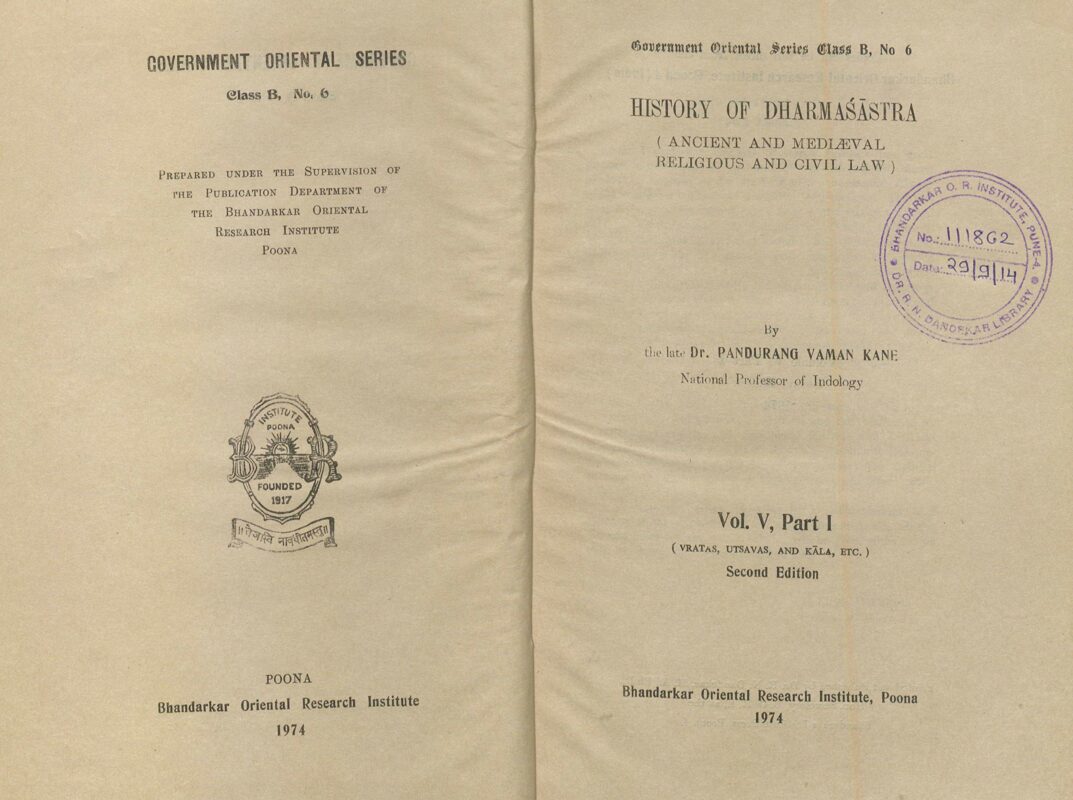 GOVERNMENT ORIENTAL SERIES
Class B, No. 6
PREPARED UNDER THE SUPERVISION OF
THE PUBLICATION DEPARTMENT OF
THE BHANDARKAR ORIENTAL
RESEARCH INSTITUTE
POONA
INSTITUTE
POONA
B O R
FOUNDED
1917
॥ तेजस्वि नावधीतमस्तु ॥
POONA
Bhandarkar Oriental Research Institute
1974
Government Oriental Series Class B, No 6
HISTORY OF DHARMAŚĀSTRA
( ANCIENT AND MEDIÆVAL
RELIGIOUS AND CIVIL LAW )
BHANDARKAR O. R. INSTITUTE, PUNE-4.
No.: 111862
Date: 29/9/14
DR. R. N. DANDEKAR LIBRARY
By
the late Dr. PANDURANG VAMAN KANE
National Professor of Indology
Vol. V, Part I
( VRATAS, UTSAVAS, AND KĀLA, ETC. )
Second Edition
Bhandarkar Oriental Research Institute, Poona
1974